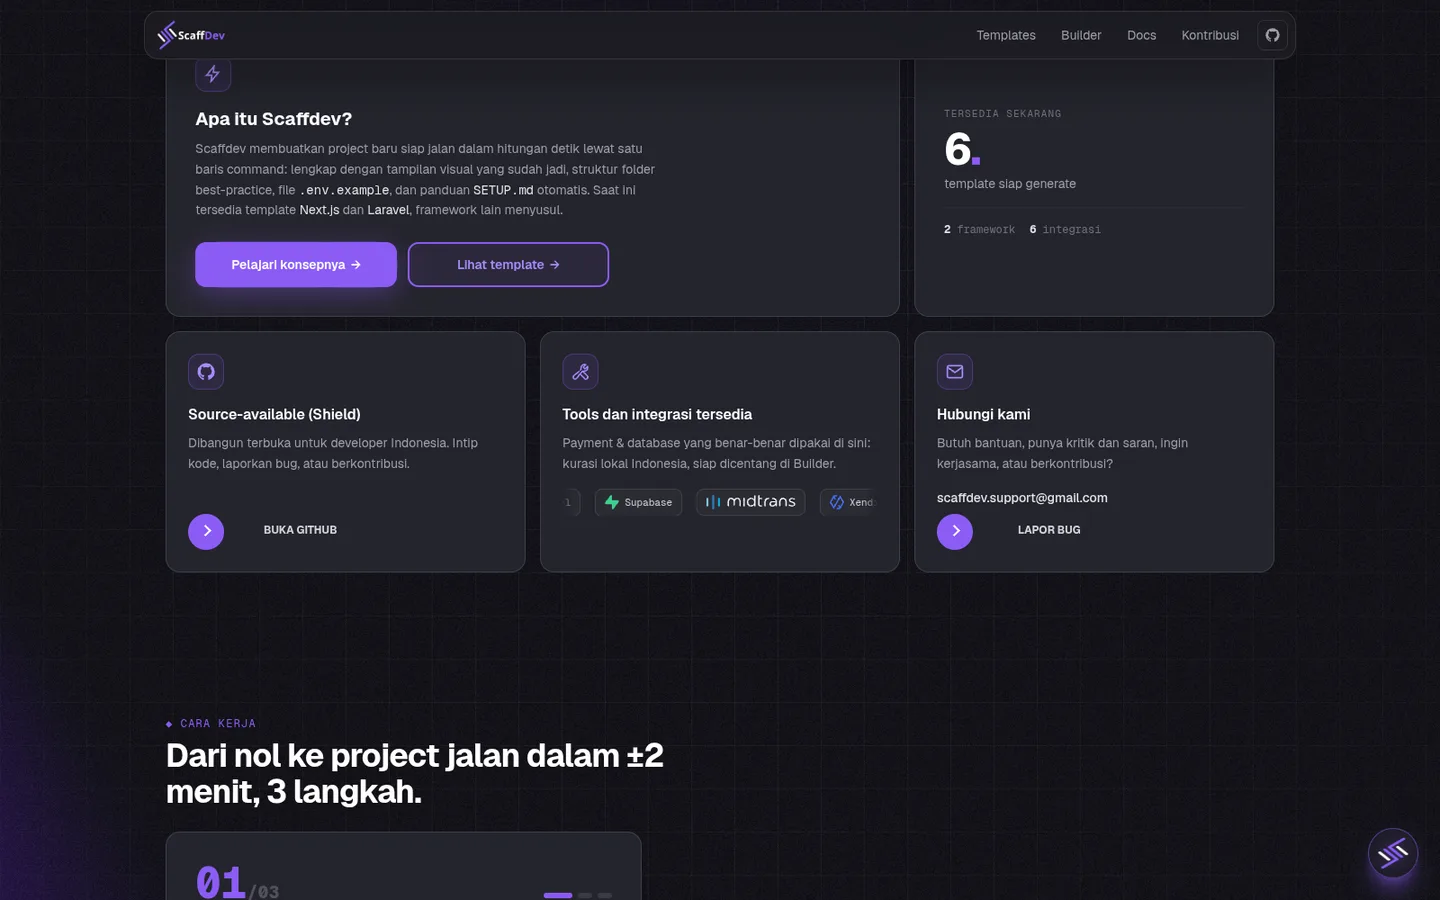 ScaffDev
Templates
Builder
Docs
Kontribusi
Apa itu Scaffdev?
Scaffdev membuatkan project baru siap jalan dalam hitungan detik lewat satu
baris command: lengkap dengan tampilan visual yang sudah jadi, struktur folder
best-practice, file .env.example, dan panduan SETUP.md otomatis. Saat ini
tersedia template Next.js dan Laravel, framework lain menyusul.
Pelajari konsepnya →
Lihat template →
TERSEDIA SEKARANG
6.
template siap generate
2 framework 6 integrasi
Source-available (Shield)
Dibangun terbuka untuk developer Indonesia. Intip
kode, laporkan bug, atau berkontribusi.
BUKA GITHUB
Tools dan integrasi tersedia
Payment & database yang benar-benar dipakai di sini:
kurasi lokal Indonesia, siap dicentang di Builder.
Supabase
midtrans
Hubungi kami
Butuh bantuan, punya kritik dan saran, ingin
kerjasama, atau berkontribusi?
scaffdev.support@gmail.com
LAPOR BUG
◆ CARA KERJA
Dari nol ke project jalan dalam ±2
menit, 3 langkah.
01/03